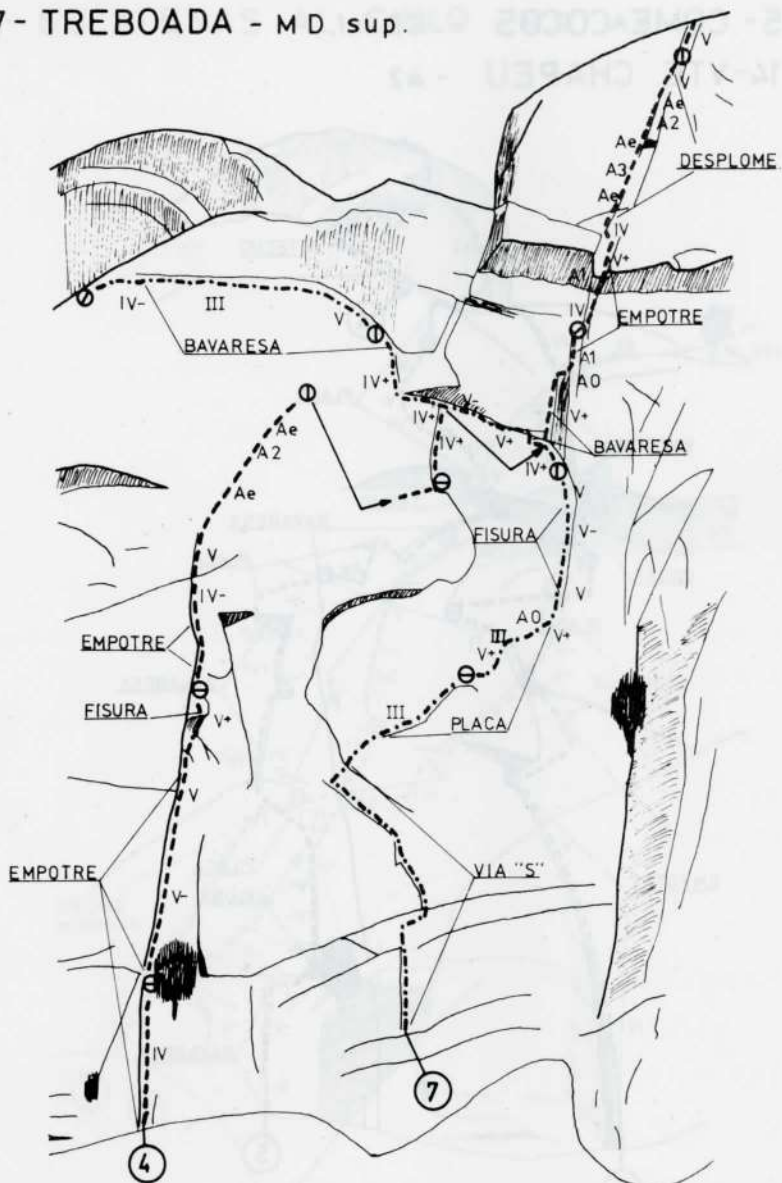 7- TREBOADA - MD sup.
V
V
Ae
A2
Ae
DESPLOME
A3
Ae
IV
V+
A1
IV- III
IV
EMPOTRE
V
BAVARESA
A1
IV+
A0
V-
IV+
V+
Ae
V+
BAVARESA
A2
IV+
IV+
Ae
V
FISURA
V-
V
IV-
V
A0
EMPOTRE
III
V+
V+
FISURA
V+
III
PLACA
V
EMPOTRE
VIA "S"
V-
IV
7
4